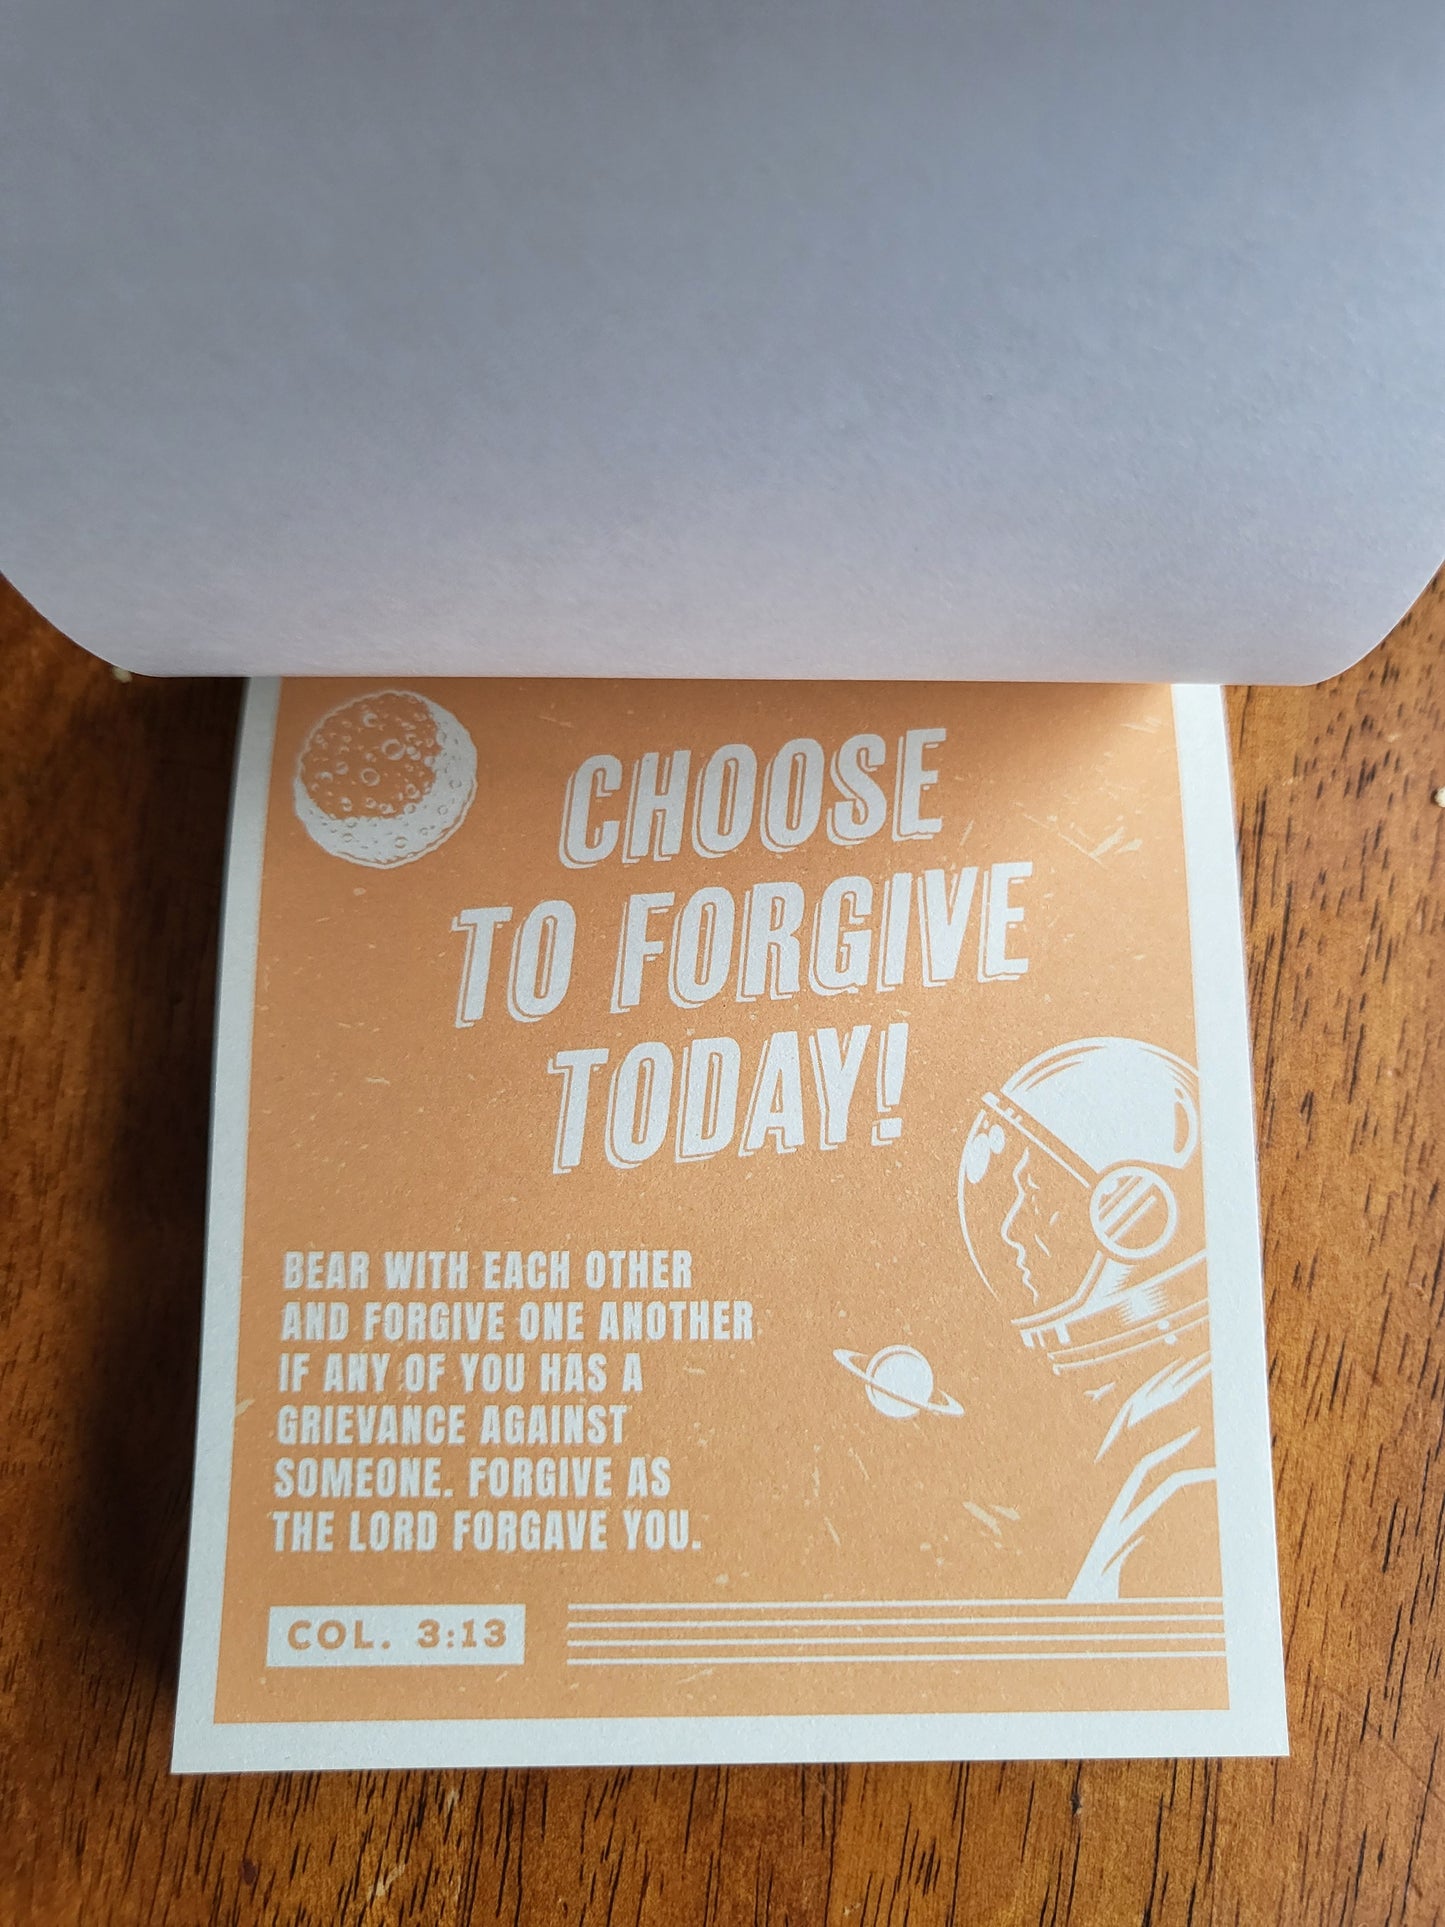 CHOOSE
TO FORGIVE
TODAY!
BEAR WITH EACH OTHER
AND FORGIVE ONE ANOTHER
IF ANY OF YOU HAS A
GRIEVANCE AGAINST
SOMEONE. FORGIVE AS
THE LORD FORGAVE YOU.
COL. 3:13